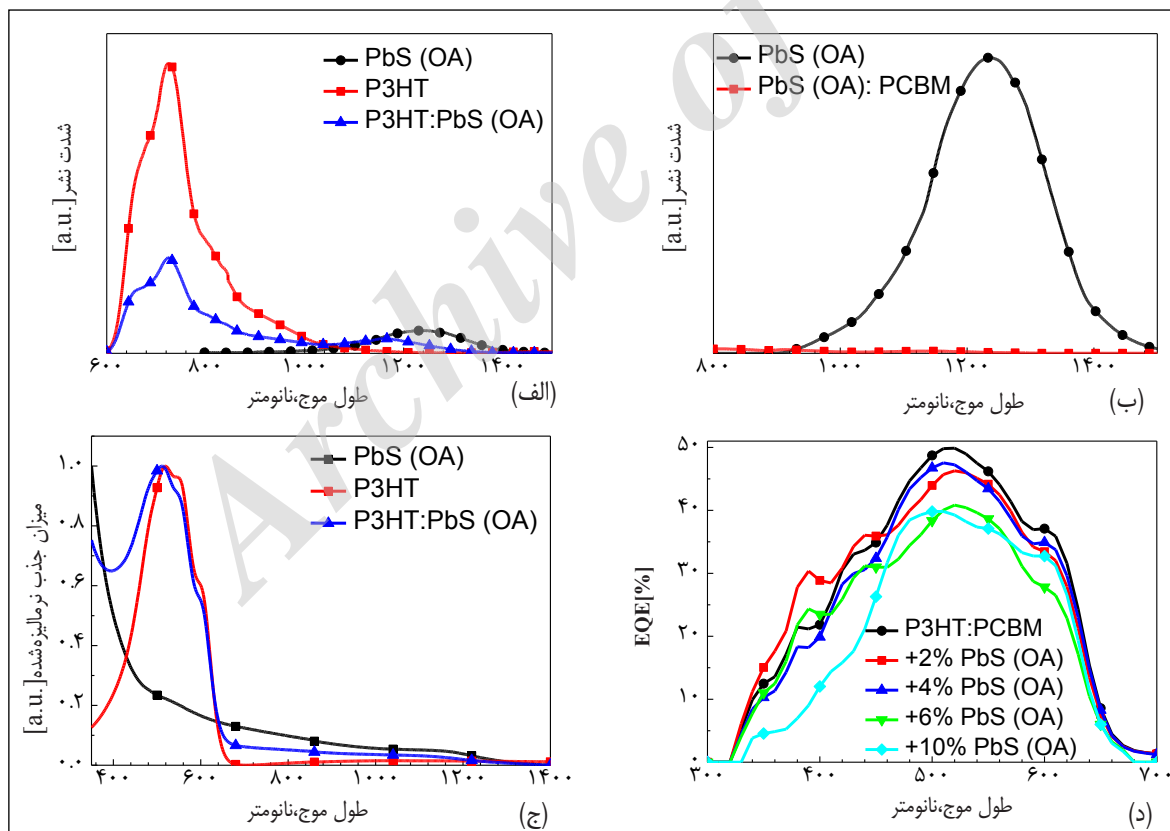 Archive of
PbS (OA)
P3HT
P3HT:PbS (OA)
شدت نشر [a.u.]
۶۰۰ ۸۰۰ ۱۰۰۰ ۱۲۰۰ ۱۴۰۰
طول موج،نانومتر
(الف)
PbS (OA)
PbS (OA): PCBM
شدت نشر [a.u.]
۸۰۰ ۱۰۰۰ ۱۲۰۰ ۱۴۰۰
طول موج،نانومتر
(ب)
PbS (OA)
P3HT
P3HT:PbS (OA)
میزان جذب نرمالیزه‌شده [a.u.]
۱.۰
۰.۸
۰.۶
۰.۴
۰.۲
۰.۰
۴۰۰ ۶۰۰ ۸۰۰ ۱۰۰۰ ۱۲۰۰ ۱۴۰۰
طول موج،نانومتر
(ج)
EQE[%]
۵۰
۴۰
۳۰
۲۰
۱۰
۰
P3HT:PCBM
+2% PbS (OA)
+4% PbS (OA)
+6% PbS (OA)
+10% PbS (OA)
۳۰۰ ۴۰۰ ۵۰۰ ۶۰۰ ۷۰۰
طول موج،نانومتر
(د)